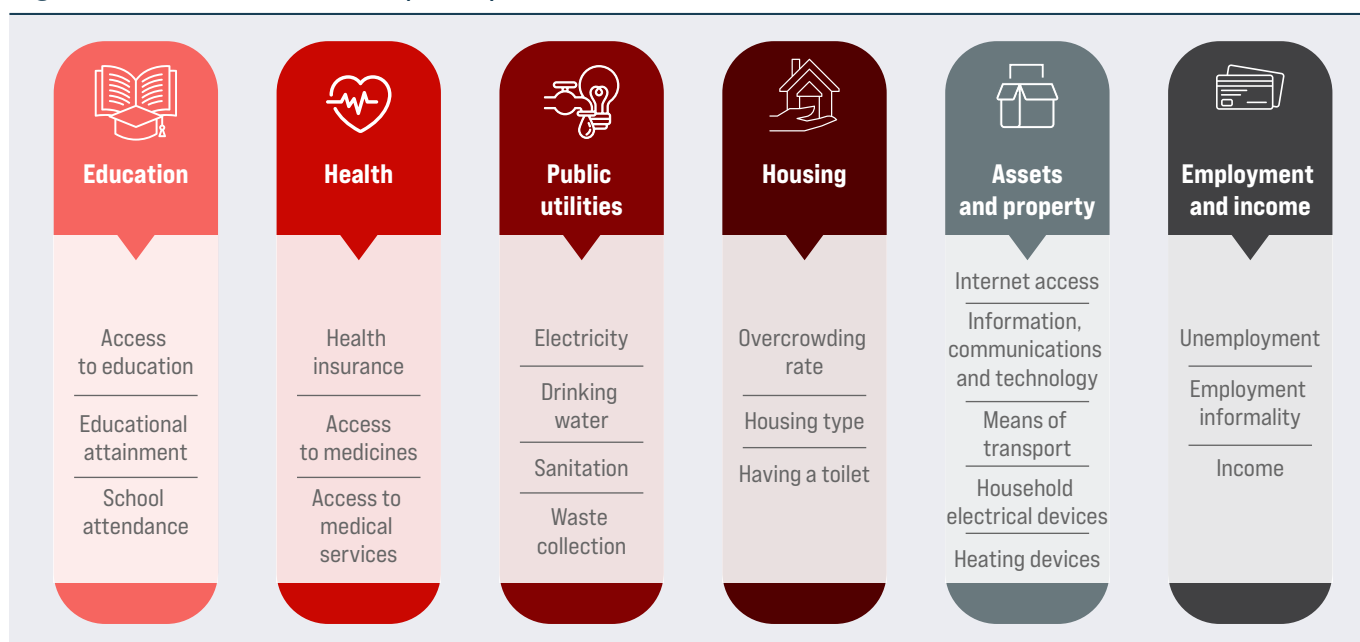 Education
Access
to education
Educational
attainment
School
attendance
Health
Health
insurance
Access
to medicines
Access to
medical
services
Public
utilities
Electricity
Drinking
water
Sanitation
Waste
collection
Housing
Overcrowding
rate
Housing type
Having a toilet
Assets
and property
Internet access
Information,
communications
and technology
Means of
transport
Household
electrical devices
Heating devices
Employment
and income
Unemployment
Employment
informality
Income